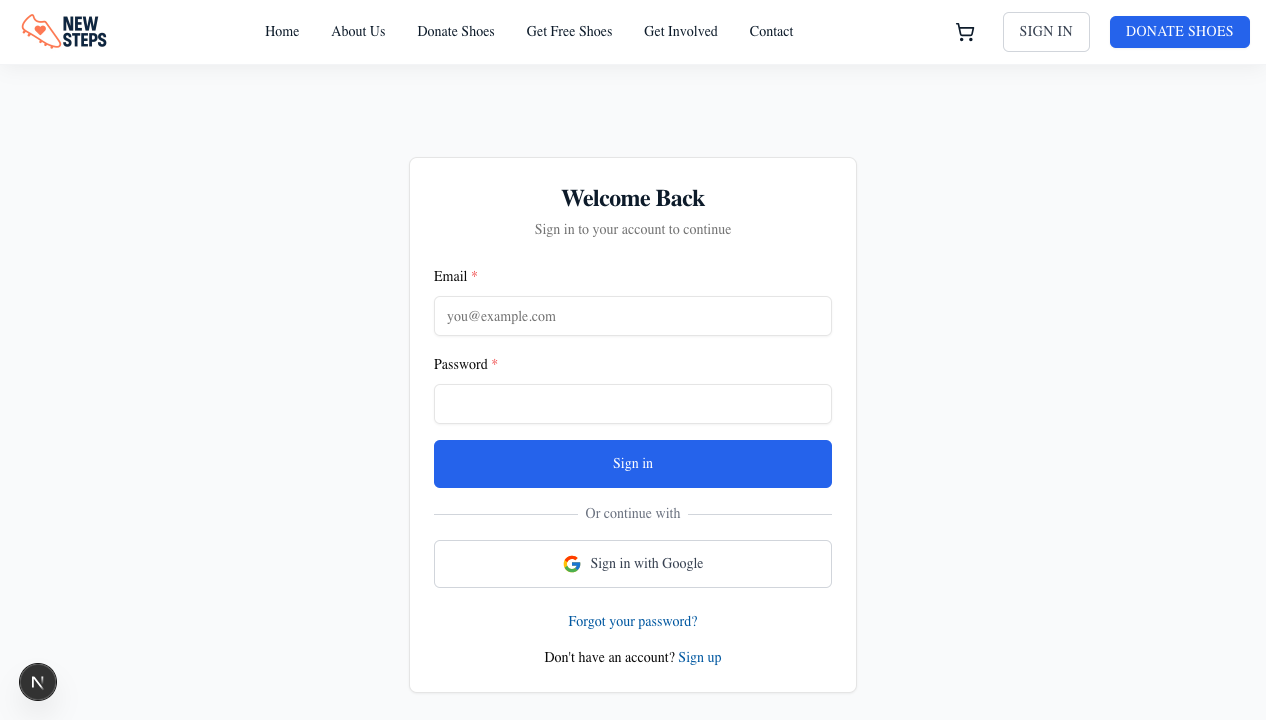 NEW STEPS
Home
About Us
Donate Shoes
Get Free Shoes
Get Involved
Contact
SIGN IN
DONATE SHOES
Welcome Back
Sign in to your account to continue
Email *
you@example.com
Password *
Sign in
Or continue with
Sign in with Google
Forgot your password?
Don't have an account? Sign up
N